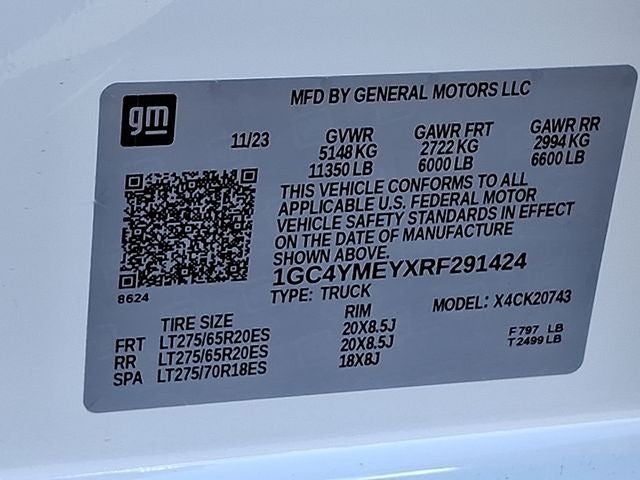 gm
MFD BY GENERAL MOTORS LLC
11/23
GVWR
5148 KG
11350 LB
GAWR FRT
2722 KG
6000 LB
GAWR RR
2994 KG
6600 LB
THIS VEHICLE CONFORMS TO ALL
APPLICABLE U.S. FEDERAL MOTOR
VEHICLE SAFETY STANDARDS IN EFFECT
ON THE DATE OF MANUFACTURE
SHOWN ABOVE.
1GC4YMEYXRF291424
TYPE: TRUCK
MODEL: X4CK20743
8624
TIRE SIZE RIM
FRT LT275/65R20ES 20X8.5J
RR LT275/65R20ES 20X8.5J
SPA LT275/70R18ES 18X8J
F 797 LB
T 2499 LB